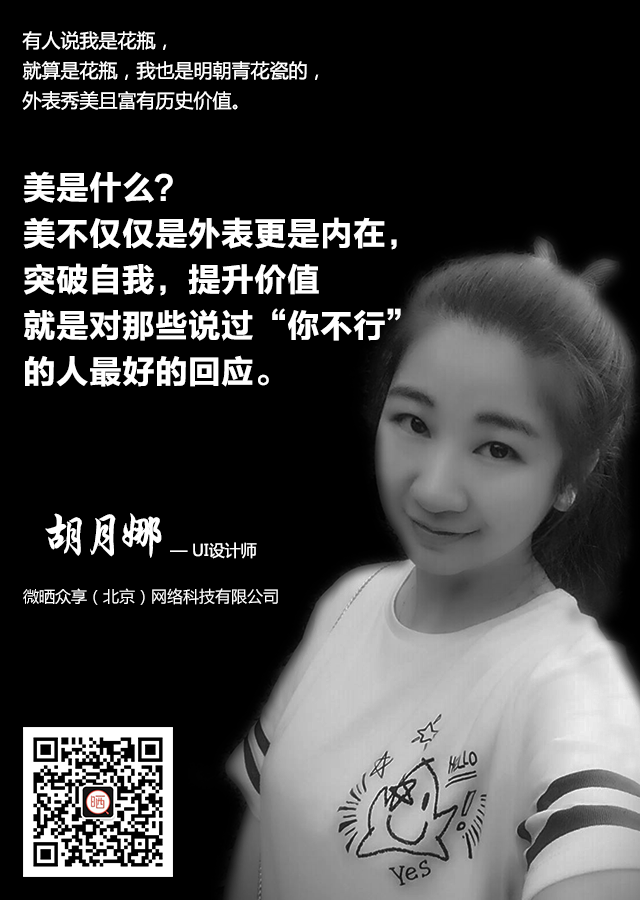 有人说我是花瓶，
就算是花瓶，我也是明朝青花瓷的，
外表秀美且富有历史价值。
美是什么？
美不仅仅是外表更是内在，
突破自我，提升价值
就是对那些说过“你不行”
的人最好的回应。
胡月娜 — UI设计师
微晒众享（北京）网络科技有限公司
晒
HELLO
Yes